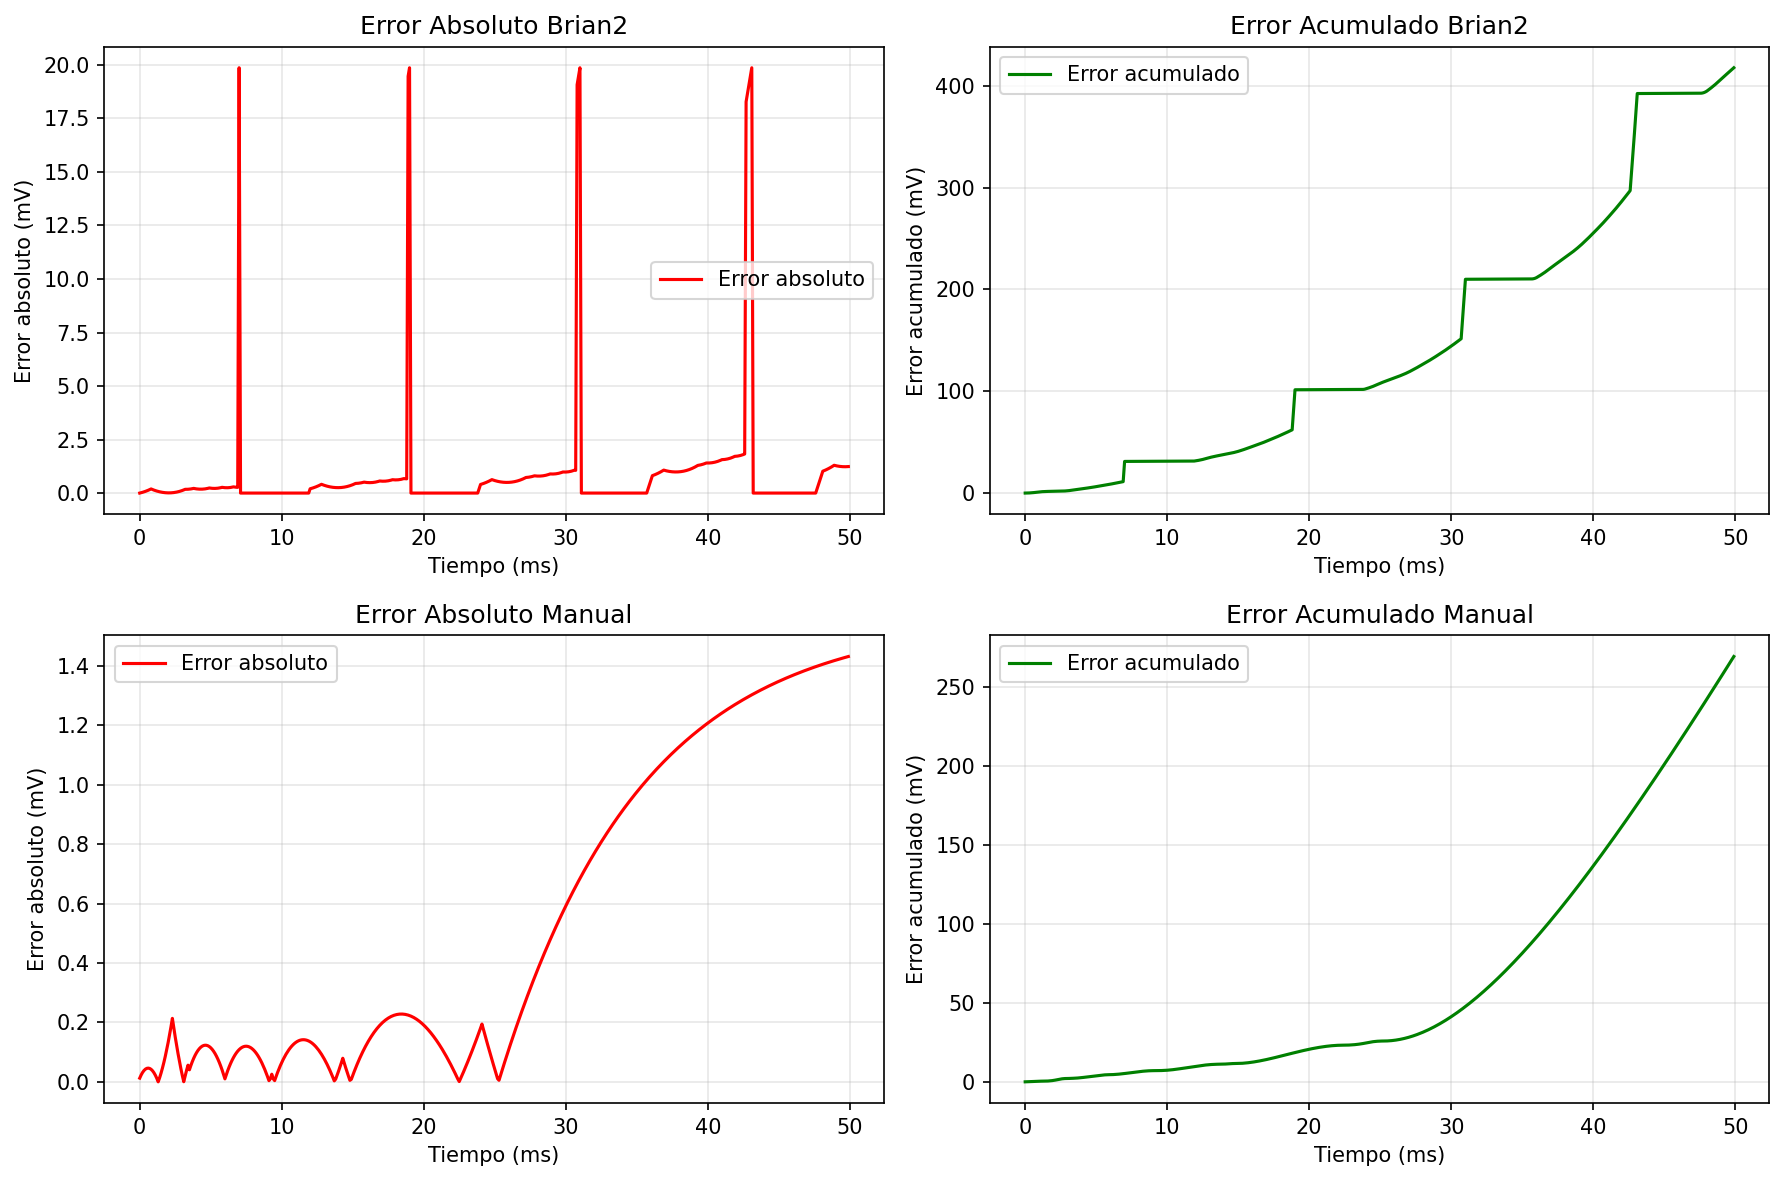 Error Absoluto Brian2
Error absoluto (mV)
20.0
17.5
15.0
12.5
10.0
7.5
5.0
2.5
0.0
Error absoluto
0 10 20 30 40 50
Tiempo (ms)
Error Acumulado Brian2
Error acumulado (mV)
400
300
200
100
0
Error acumulado
0 10 20 30 40 50
Tiempo (ms)
Error Absoluto Manual
Error absoluto (mV)
1.4
1.2
1.0
0.8
0.6
0.4
0.2
0.0
Error absoluto
0 10 20 30 40 50
Tiempo (ms)
Error Acumulado Manual
Error acumulado (mV)
250
200
150
100
50
0
Error acumulado
0 10 20 30 40 50
Tiempo (ms)